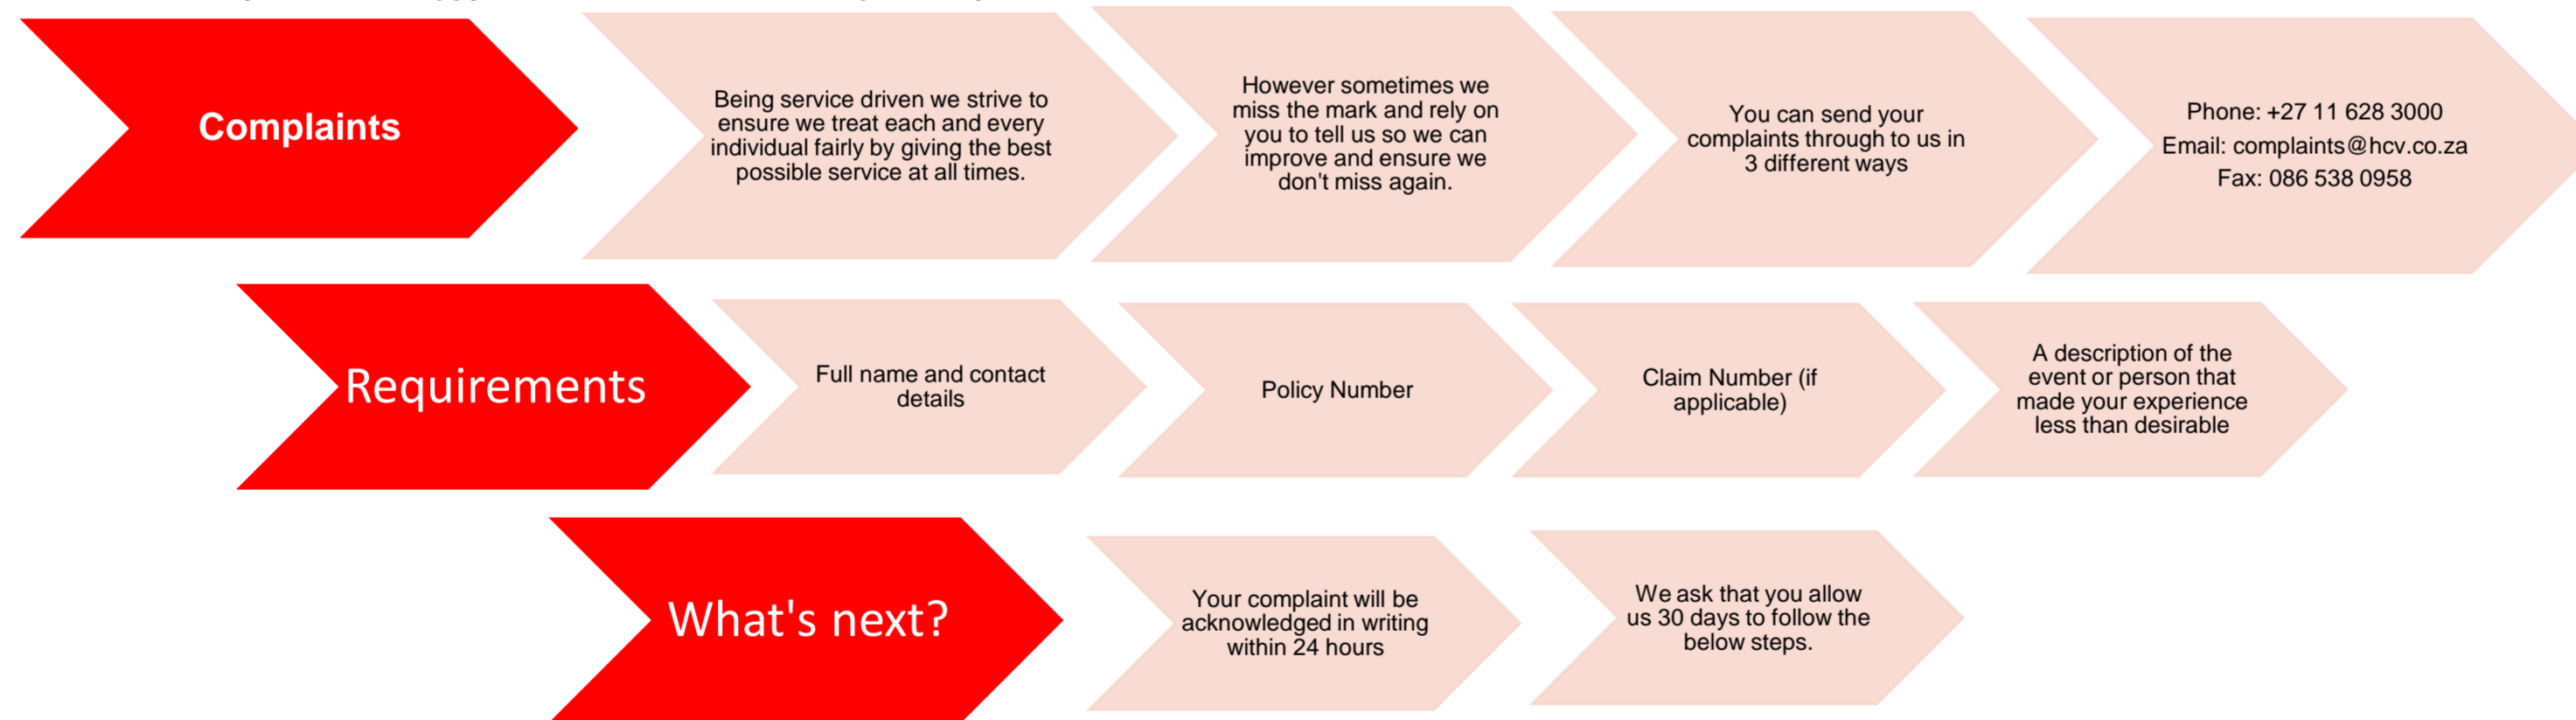 Complaints
Being service driven we strive to
ensure we treat each and every
individual fairly by giving the best
possible service at all times.
However sometimes we
miss the mark and rely on
you to tell us so we can
improve and ensure we
don't miss again.
You can send your
complaints through to us in
3 different ways
Phone: +27 11 628 3000
Email: complaints@hcv.co.za
Fax: 086 538 0958
Requirements
Full name and contact
details
Policy Number
Claim Number (if
applicable)
A description of the
event or person that
made your experience
less than desirable
What's next?
Your complaint will be
acknowledged in writing
within 24 hours
We ask that you allow
us 30 days to follow the
below steps.